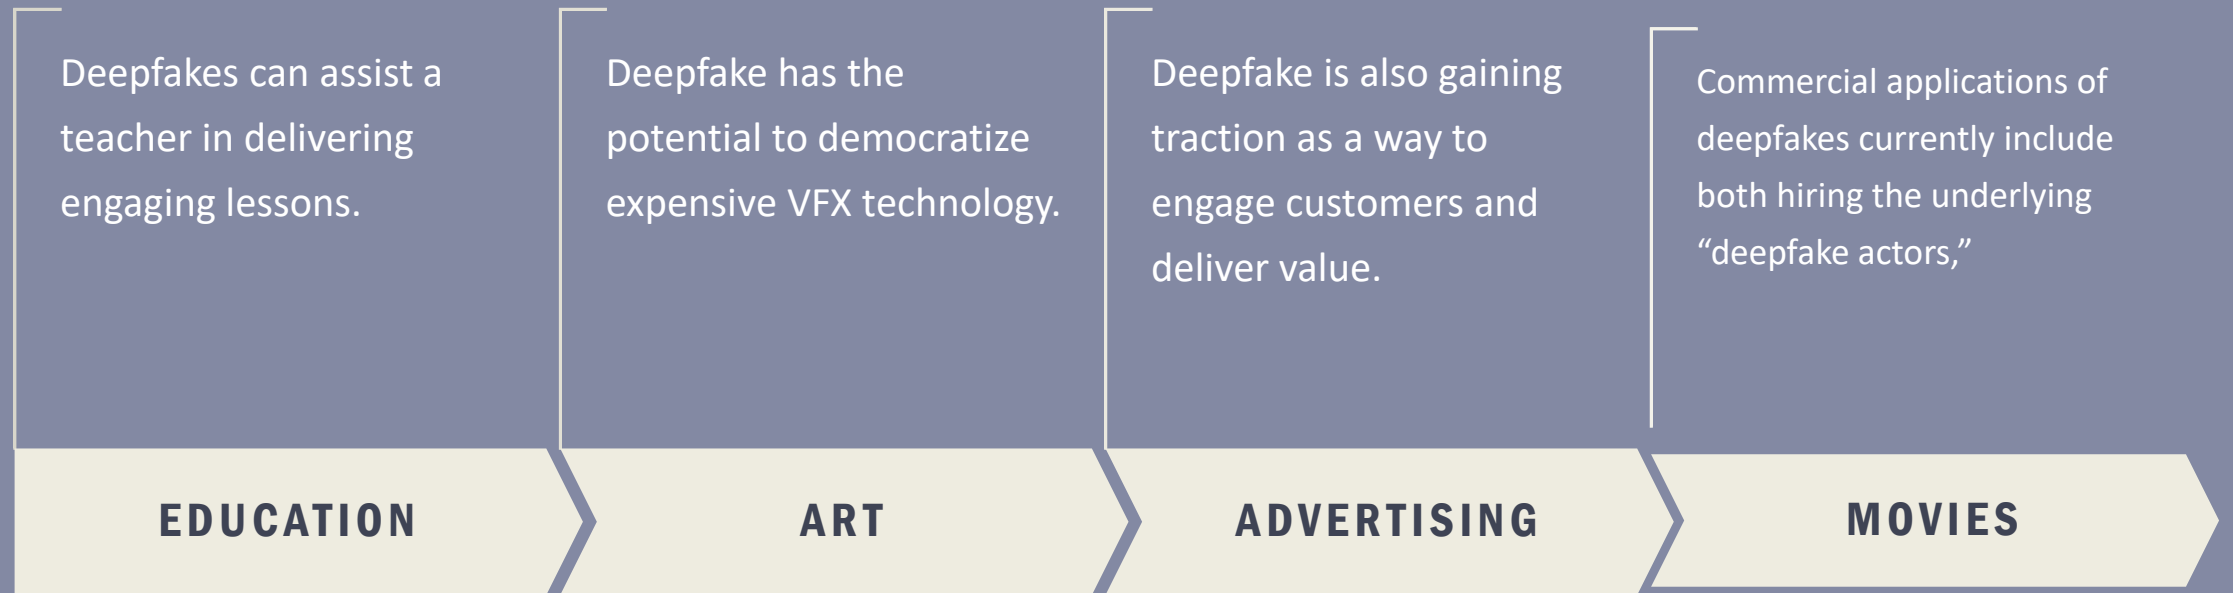 Deepfakes can assist a
teacher in delivering
engaging lessons.
EDUCATION
Deepfake has the
potential to democratize
expensive VFX technology.
ART
Deepfake is also gaining
traction as a way to
engage customers and
deliver value.
ADVERTISING
Commercial applications of
deepfakes currently include
both hiring the underlying
“deepfake actors,”
MOVIES